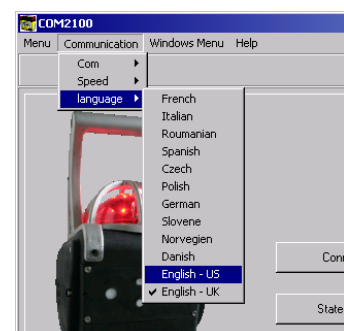 COM2100
Menu Communication Windows Menu Help
Com
Speed
language
French
Italian
Roumanian
Spanish
Czech
Polish
German
Slovene
Norvegien
Danish
English - US
English - UK
State